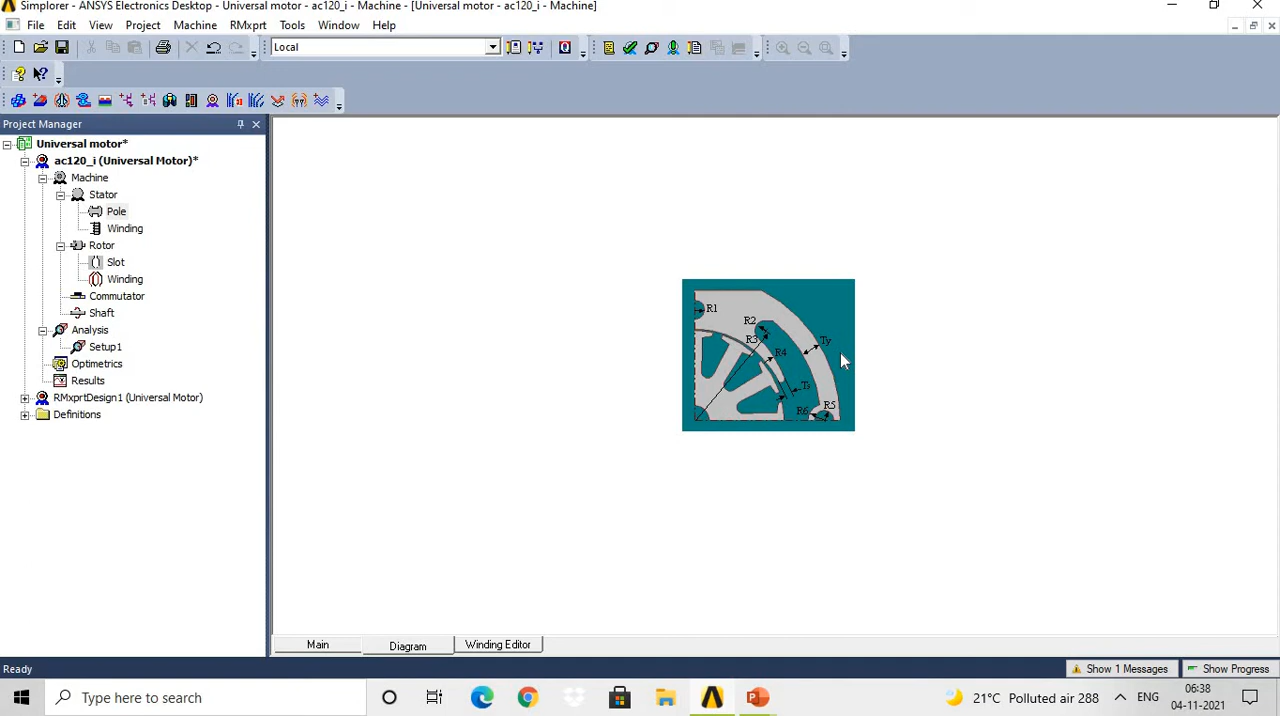 Simplorer - ANSYS Electronics Desktop - Universal motor - ac120_i - Machine - [Universal motor - ac120_i - Machine]
File Edit View Project Machine RMxprt Tools Window Help
Local
Project Manager
Universal motor*
ac120_i (Universal Motor)*
Machine
Stator
Pole
Winding
Rotor
Slot
Winding
Commutator
Shaft
Analysis
Setup1
Optimetrics
Results
RMxprtDesign1 (Universal Motor)
Definitions
R1
R2
R3
R4
Ty
Ts
R5
R6
Main Diagram Winding Editor
Ready
Show 1 Messages Show Progress
Type here to search
21°C Polluted air 288
ENG
06:38
04-11-2021